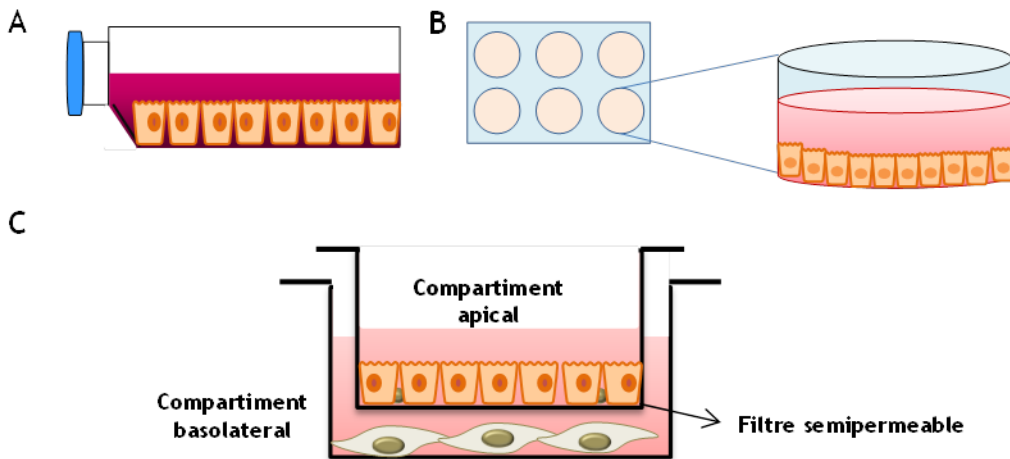 A
B
C
Compartiment
apical
Compartiment
basolateral
Filtre semipermeable